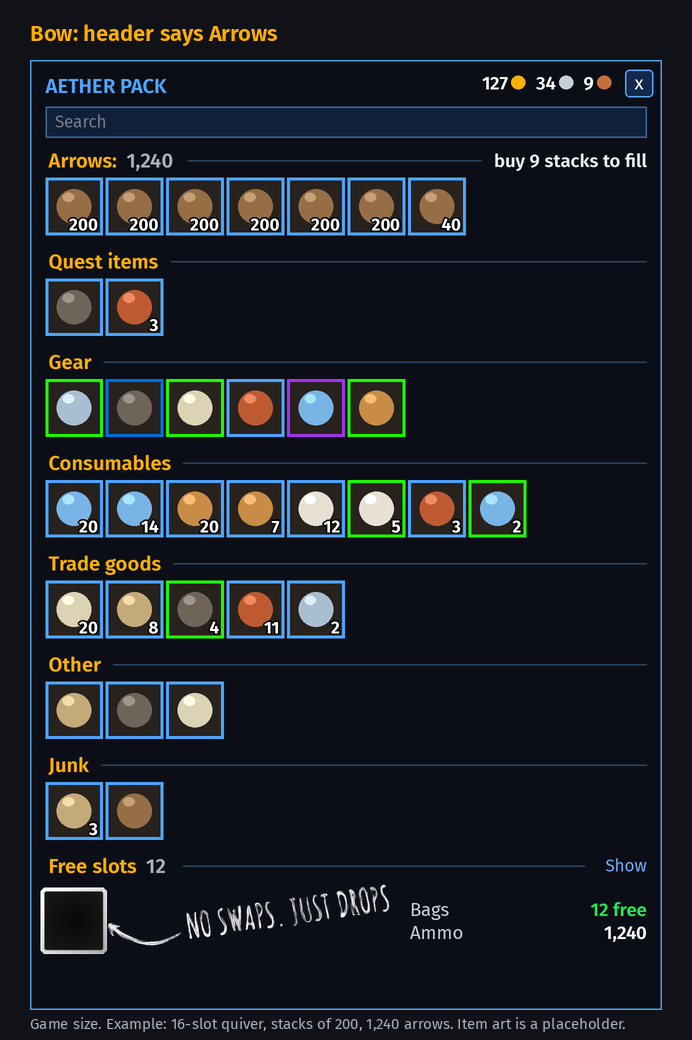 Bow: header says Arrows
AETHER PACK 127 34 9 X
Search
Arrows: 1,240 buy 9 stacks to fill
200 200 200 200 200 200 40
Quest items
3
Gear
Consumables
20 14 20 7 12 5 3 2
Trade goods
20 8 4 11 2
Other
Junk
3
Free slots 12 Show
NO SWAPS. JUST DROPS
Bags 12 free
Ammo 1,240
Game size. Example: 16-slot quiver, stacks of 200, 1,240 arrows. Item art is a placeholder.